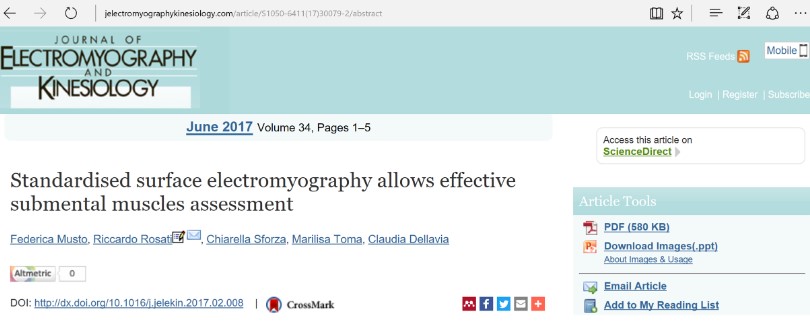 jelectromyographykinesiology.com/article/S1050-6411(17)30079-2/abstract
JOURNAL OF
ELECTROMYOGRAPHY
AND
KINESIOLOGY
RSS Feeds
Mobile
Login | Register | Subscribe
June 2017 Volume 34, Pages 1–5
Access this article on
ScienceDirect
Standardised surface electromyography allows effective
submental muscles assessment
Federica Musto, Riccardo Rosati, Chiarella Sforza, Marilisa Toma, Claudia Dellavia
Altmetric 0
DOI: http://dx.doi.org/10.1016/j.jelekin.2017.02.008 | CrossMark
Article Tools
PDF (580 KB)
Download Images(.ppt)
About Images & Usage
Email Article
Add to My Reading List